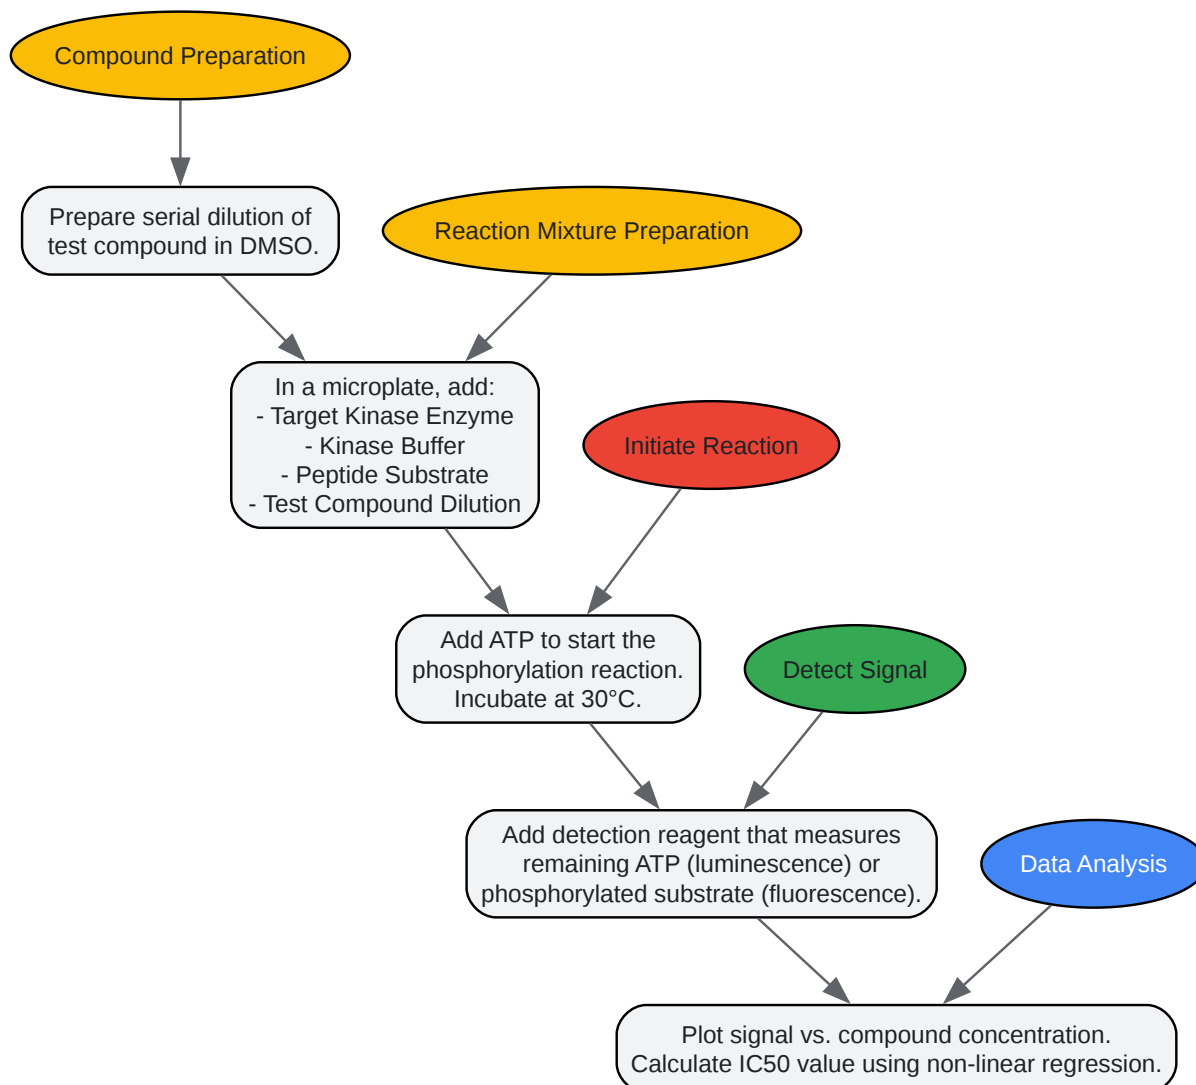 Compound Preparation
Prepare serial dilution of
test compound in DMSO.
Reaction Mixture Preparation
In a microplate, add:
- Target Kinase Enzyme
- Kinase Buffer
- Peptide Substrate
- Test Compound Dilution
Initiate Reaction
Add ATP to start the
phosphorylation reaction.
Incubate at 30°C.
Detect Signal
Add detection reagent that measures
remaining ATP (luminescence) or
phosphorylated substrate (fluorescence).
Data Analysis
Plot signal vs. compound concentration.
Calculate IC50 value using non-linear regression.